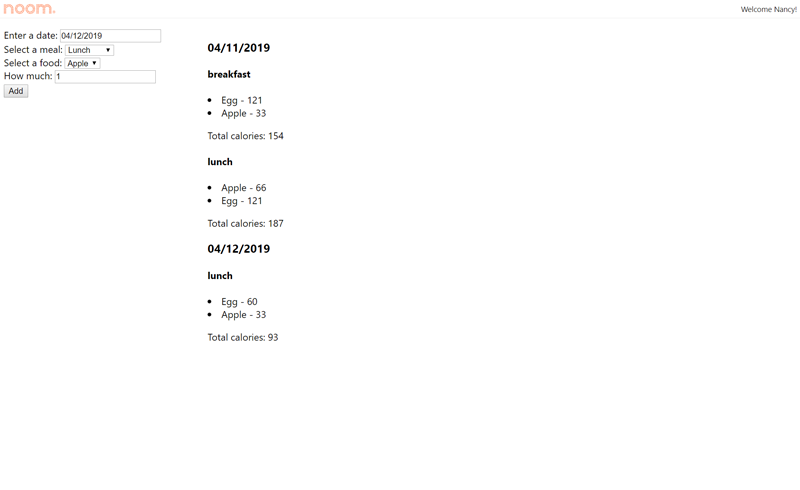 noom.
Welcome Nancy!
Enter a date: 04/12/2019
Select a meal: Lunch
Select a food: Apple
How much: 1
Add
04/11/2019
breakfast
Egg - 121
Apple - 33
Total calories: 154
lunch
Apple - 66
Egg - 121
Total calories: 187
04/12/2019
lunch
Egg - 60
Apple - 33
Total calories: 93